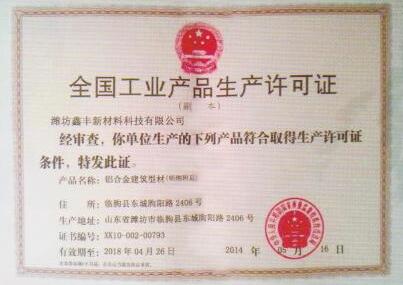 全国工业产品生产许可证
(副 本)
潍坊鑫丰新材料科技有限公司
经审查，你单位生产的下列产品符合取得生产许可证
条件，特发此证。
产品名称：铝合金建筑型材
住 所：临朐县东城朐阳路2406号
生产地址：山东省潍坊市临朐县东城朐阳路2406号
证书编号：XK10-002-00793
有效期至：2018年04月26日 2014年05月16日